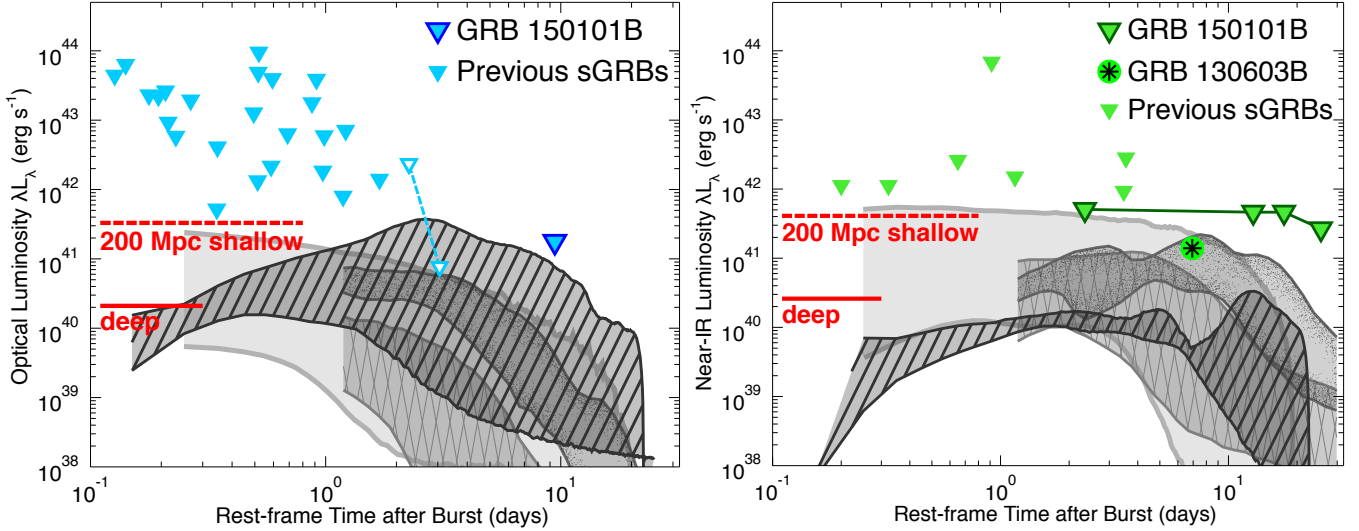 GRB 150101B
Previous sGRBs
200 Mpc shallow
deep
10^44
10^43
10^42
10^41
10^40
10^39
10^38
Optical Luminosity λL_λ (erg s^-1)
10^-1
10^0
10^1
Rest-frame Time after Burst (days)
GRB 150101B
GRB 130603B
Previous sGRBs
200 Mpc shallow
deep
10^44
10^43
10^42
10^41
10^40
10^39
10^38
Near-IR Luminosity λL_λ (erg s^-1)
10^-1
10^0
10^1
Rest-frame Time after Burst (days)